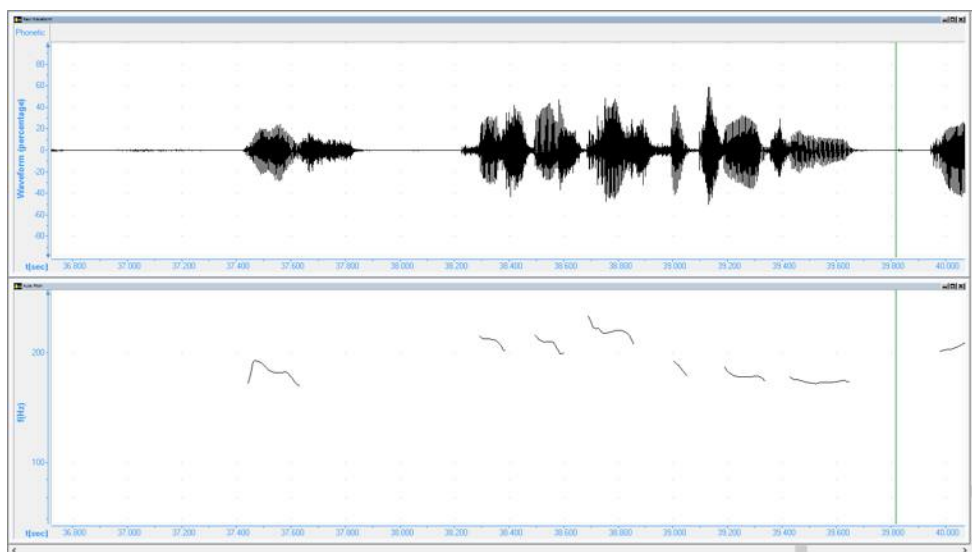 Raw Waveform
Phonetic
80
60
40
20
0
-20
-40
-60
-80
Waveform (percentage)
t[sec] 36.800 37.000 37.200 37.400 37.600 37.800 38.000 38.200 38.400 38.600 38.800 39.000 39.200 39.400 39.600 39.800 40.000
Auto Pitch
200
100
f(Hz)
t[sec] 36.800 37.000 37.200 37.400 37.600 37.800 38.000 38.200 38.400 38.600 38.800 39.000 39.200 39.400 39.600 39.800 40.000